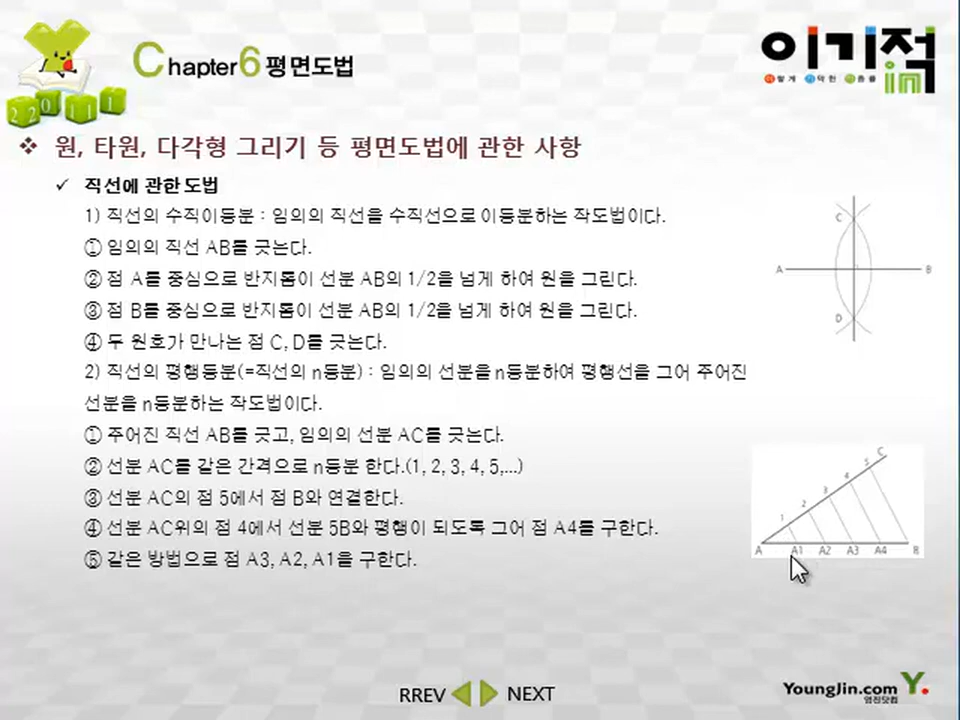 Chapter6 평면도법
이기적in
이렇게 기막힌 적중률
2011
❖ 원, 타원, 다각형 그리기 등 평면도법에 관한 사항
✓ 직선에 관한 도법
1) 직선의 수직이등분 : 임의의 직선을 수직선으로 이등분하는 작도법이다.
① 임의의 직선 AB를 긋는다.
② 점 A를 중심으로 반지름이 선분 AB의 1/2을 넘게 하여 원을 그린다.
③ 점 B를 중심으로 반지름이 선분 AB의 1/2을 넘게 하여 원을 그린다.
④ 두 원호가 만나는 점 C, D를 긋는다.
2) 직선의 평행등분(=직선의 n등분) : 임의의 선분을 n등분하여 평행선을 그어 주어진
선분을 n등분하는 작도법이다.
① 주어진 직선 AB를 긋고, 임의의 선분 AC를 긋는다.
② 선분 AC를 같은 간격으로 n등분 한다.(1, 2, 3, 4, 5,...)
③ 선분 AC의 점 5에서 점 B와 연결한다.
④ 선분 AC위의 점 4에서 선분 5B와 평행이 되도록 그어 점 A4를 구한다.
⑤ 같은 방법으로 점 A3, A2, A1을 구한다.
C
A B
D
1 2 3 4 5 C
A A1 A2 A3 A4 B
RREV NEXT
YoungJin.com Y.
영진닷컴